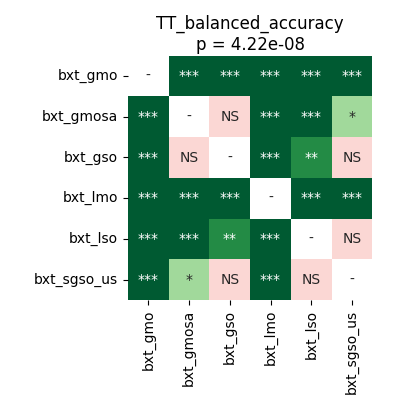 TT_balanced_accuracy
p = 4.22e-08
bxt_gmo - *** *** *** *** ***
bxt_gmosa *** - NS *** *** *
bxt_gso *** NS - *** ** NS
bxt_lmo *** *** *** - *** ***
bxt_lso *** *** ** *** - NS
bxt_sgso_us *** * NS *** NS -
bxt_gmo
bxt_gmosa
bxt_gso
bxt_lmo
bxt_lso
bxt_sgso_us